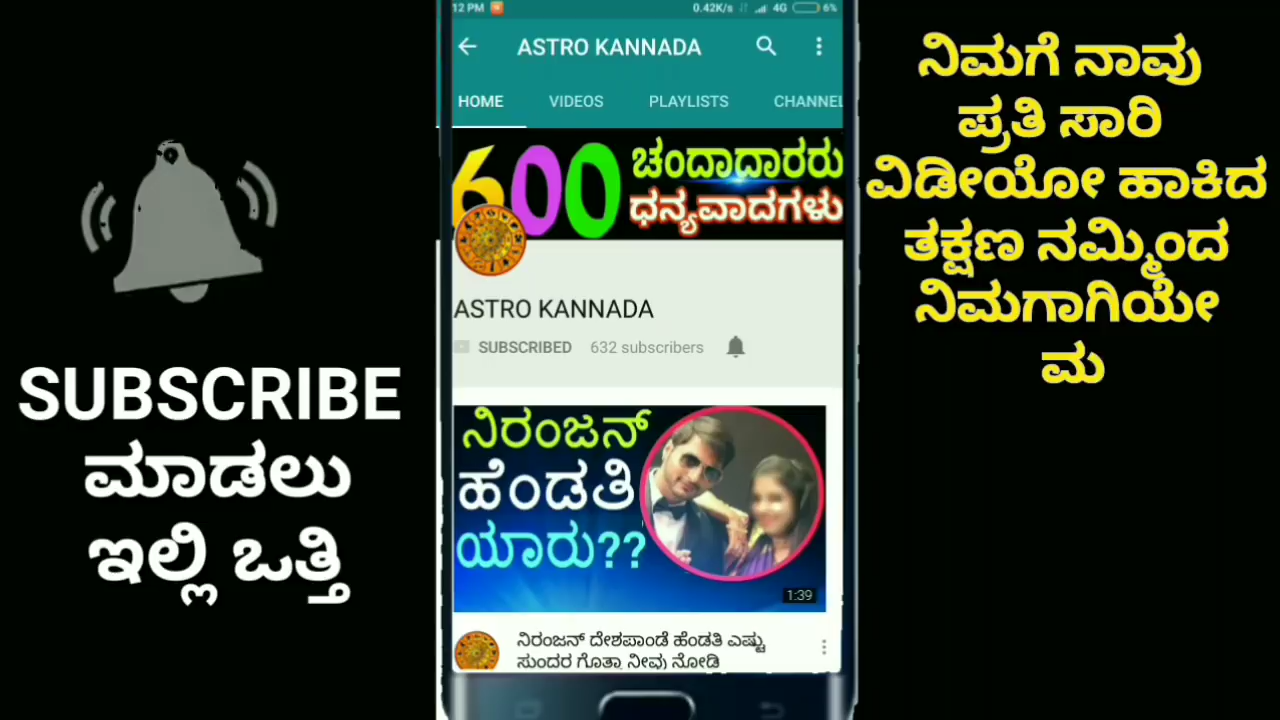 SUBSCRIBE
ಮಾಡಲು
ಇಲ್ಲಿ ಒತ್ತಿ
12 PM
0.42K/s 4G 6%
ASTRO KANNADA
HOME VIDEOS PLAYLISTS CHANNEL
600 ಚಂದಾದಾರರು
ಧನ್ಯವಾದಗಳು
ASTRO KANNADA
SUBSCRIBED 632 subscribers
ನಿರಂಜನ್
ಹೆಂಡತಿ
ಯಾರು??
1:39
ನಿರಂಜನ್ ದೇಶಪಾಂಡೆ ಹೆಂಡತಿ ಎಷ್ಟು
ಸುಂದರ ಗೊತ್ತಾ ನೀವು ನೋಡಿ
ನಿಮಗೆ ನಾವು
ಪ್ರತಿ ಸಾರಿ
ವಿಡೀಯೋ ಹಾಕಿದ
ತಕ್ಷಣ ನಮ್ಮಿಂದ
ನಿಮಗಾಗಿಯೇ
ಮ